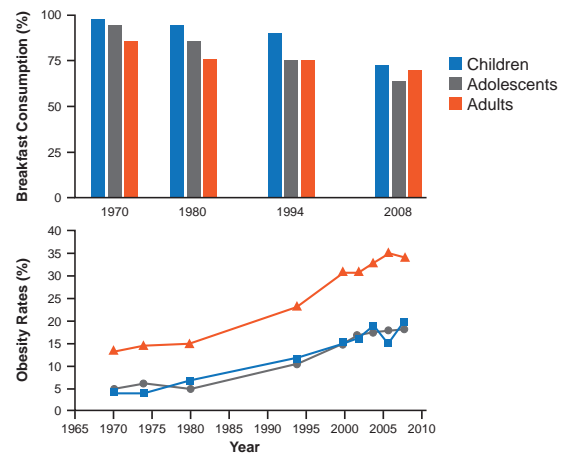 Breakfast Consumption (%)
100
75
50
25
0
1970 1980 1994 2008
Children
Adolescents
Adults
Obesity Rates (%)
40
35
30
25
20
15
10
5
0
1965 1970 1975 1980 1985 1990 1995 2000 2005 2010
Year